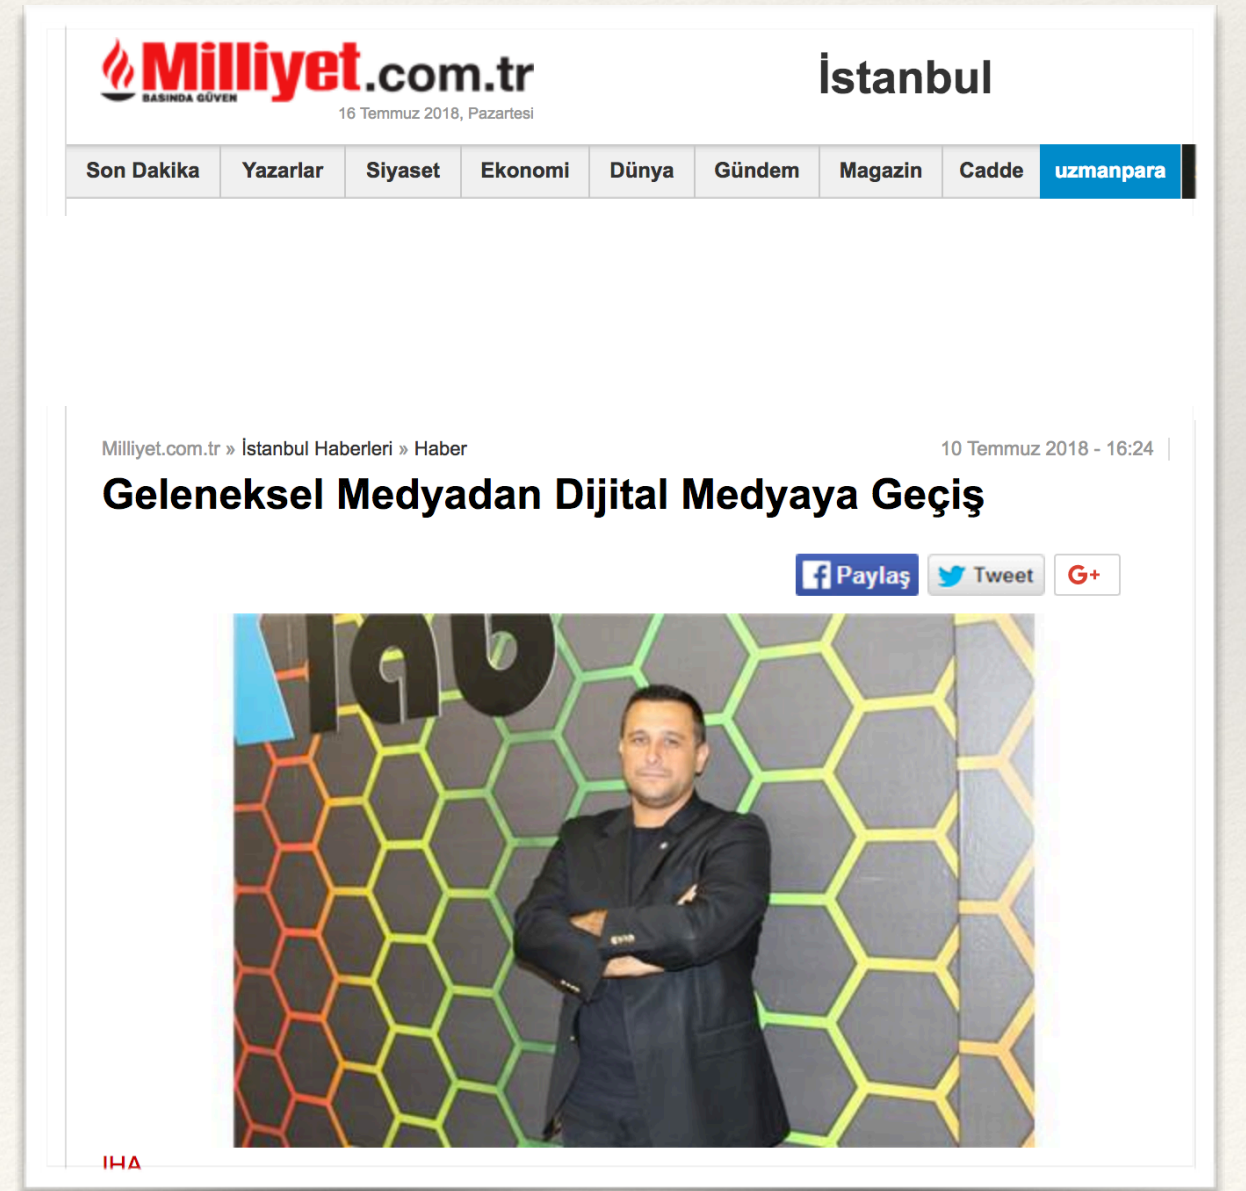 Milliyet.com.tr
BASINDA GÜVEN
16 Temmuz 2018, Pazartesi
İstanbul
Son Dakika Yazarlar Siyaset Ekonomi Dünya Gündem Magazin Cadde uzmanpara
Milliyet.com.tr » İstanbul Haberleri » Haber
10 Temmuz 2018 - 16:24
Geleneksel Medyadan Dijital Medyaya Geçiş
f Paylaş Tweet G+
lab
IHA